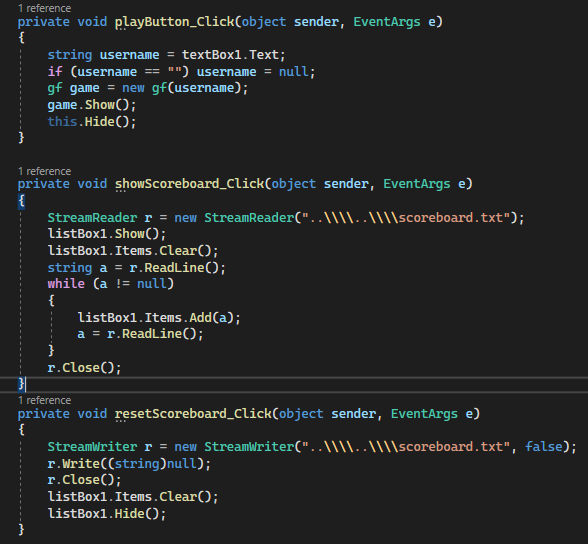 1 reference
private void playButton_Click(object sender, EventArgs e)
{
string username = textBox1.Text;
if (username == "") username = null;
gf game = new gf(username);
game.Show();
this.Hide();
}
1 reference
private void showScoreboard_Click(object sender, EventArgs e)
{
StreamReader r = new StreamReader("..\\\\..\\\\scoreboard.txt");
listBox1.Show();
listBox1.Items.Clear();
string a = r.ReadLine();
while (a != null)
{
listBox1.Items.Add(a);
a = r.ReadLine();
}
r.Close();
}
1 reference
private void resetScoreboard_Click(object sender, EventArgs e)
{
StreamWriter r = new StreamWriter("..\\\\..\\\\scoreboard.txt", false);
r.Write((string)null);
r.Close();
listBox1.Items.Clear();
listBox1.Hide();
}